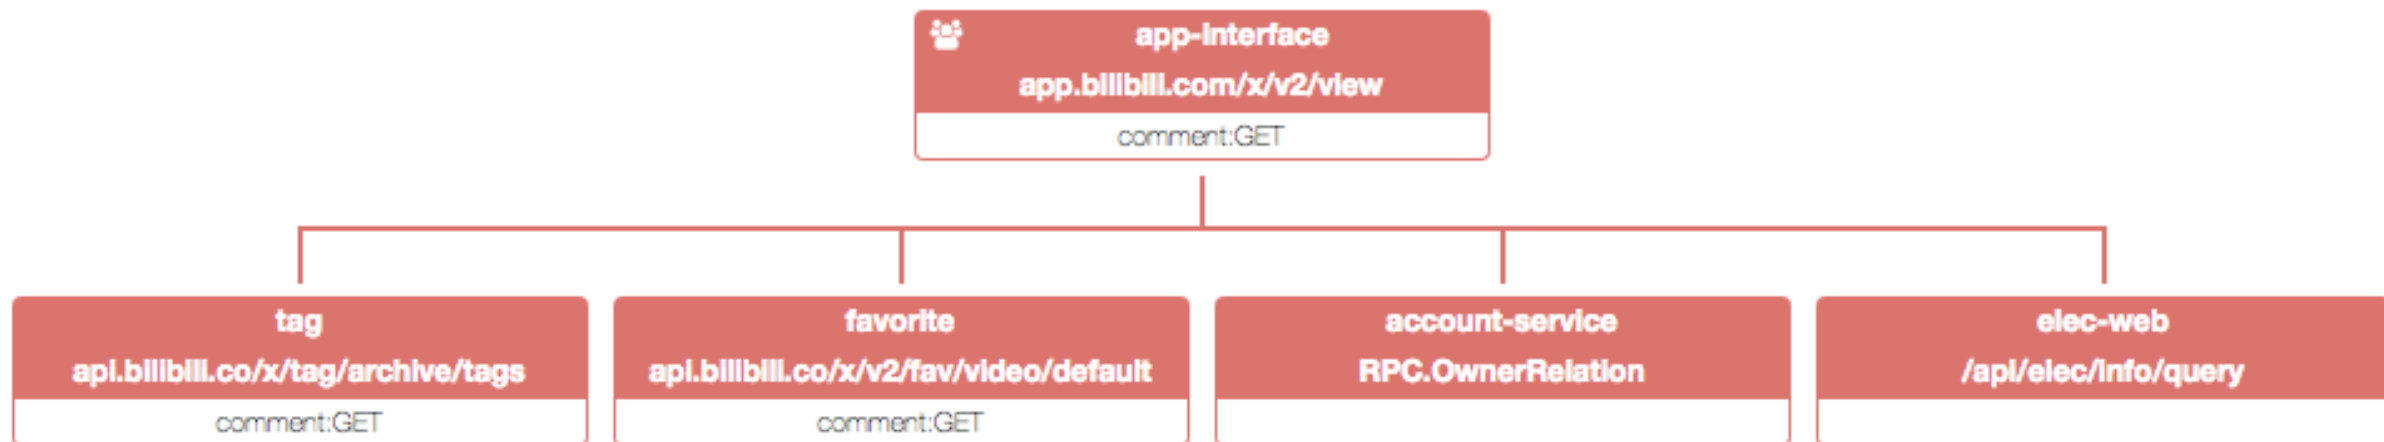 app-interface
app.bilibili.com/x/v2/view
comment:GET
tag
api.bilibili.co/x/tag/archive/tags
comment:GET
favorite
api.bilibili.co/x/v2/fav/video/default
comment:GET
account-service
RPC.OwnerRelation
elec-web
/api/elec/info/query